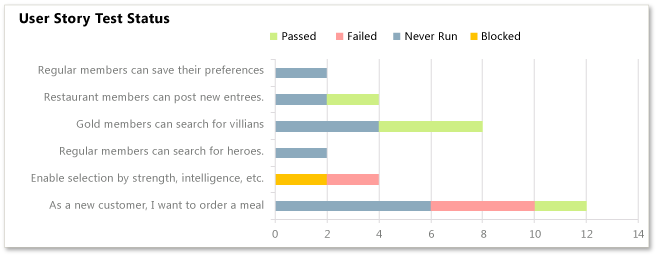 User Story Test Status
Passed Failed Never Run Blocked
Regular members can save their preferences
Restaurant members can post new entrees.
Gold members can search for villians
Regular members can search for heroes.
Enable selection by strength, intelligence, etc.
As a new customer, I want to order a meal
0 2 4 6 8 10 12 14